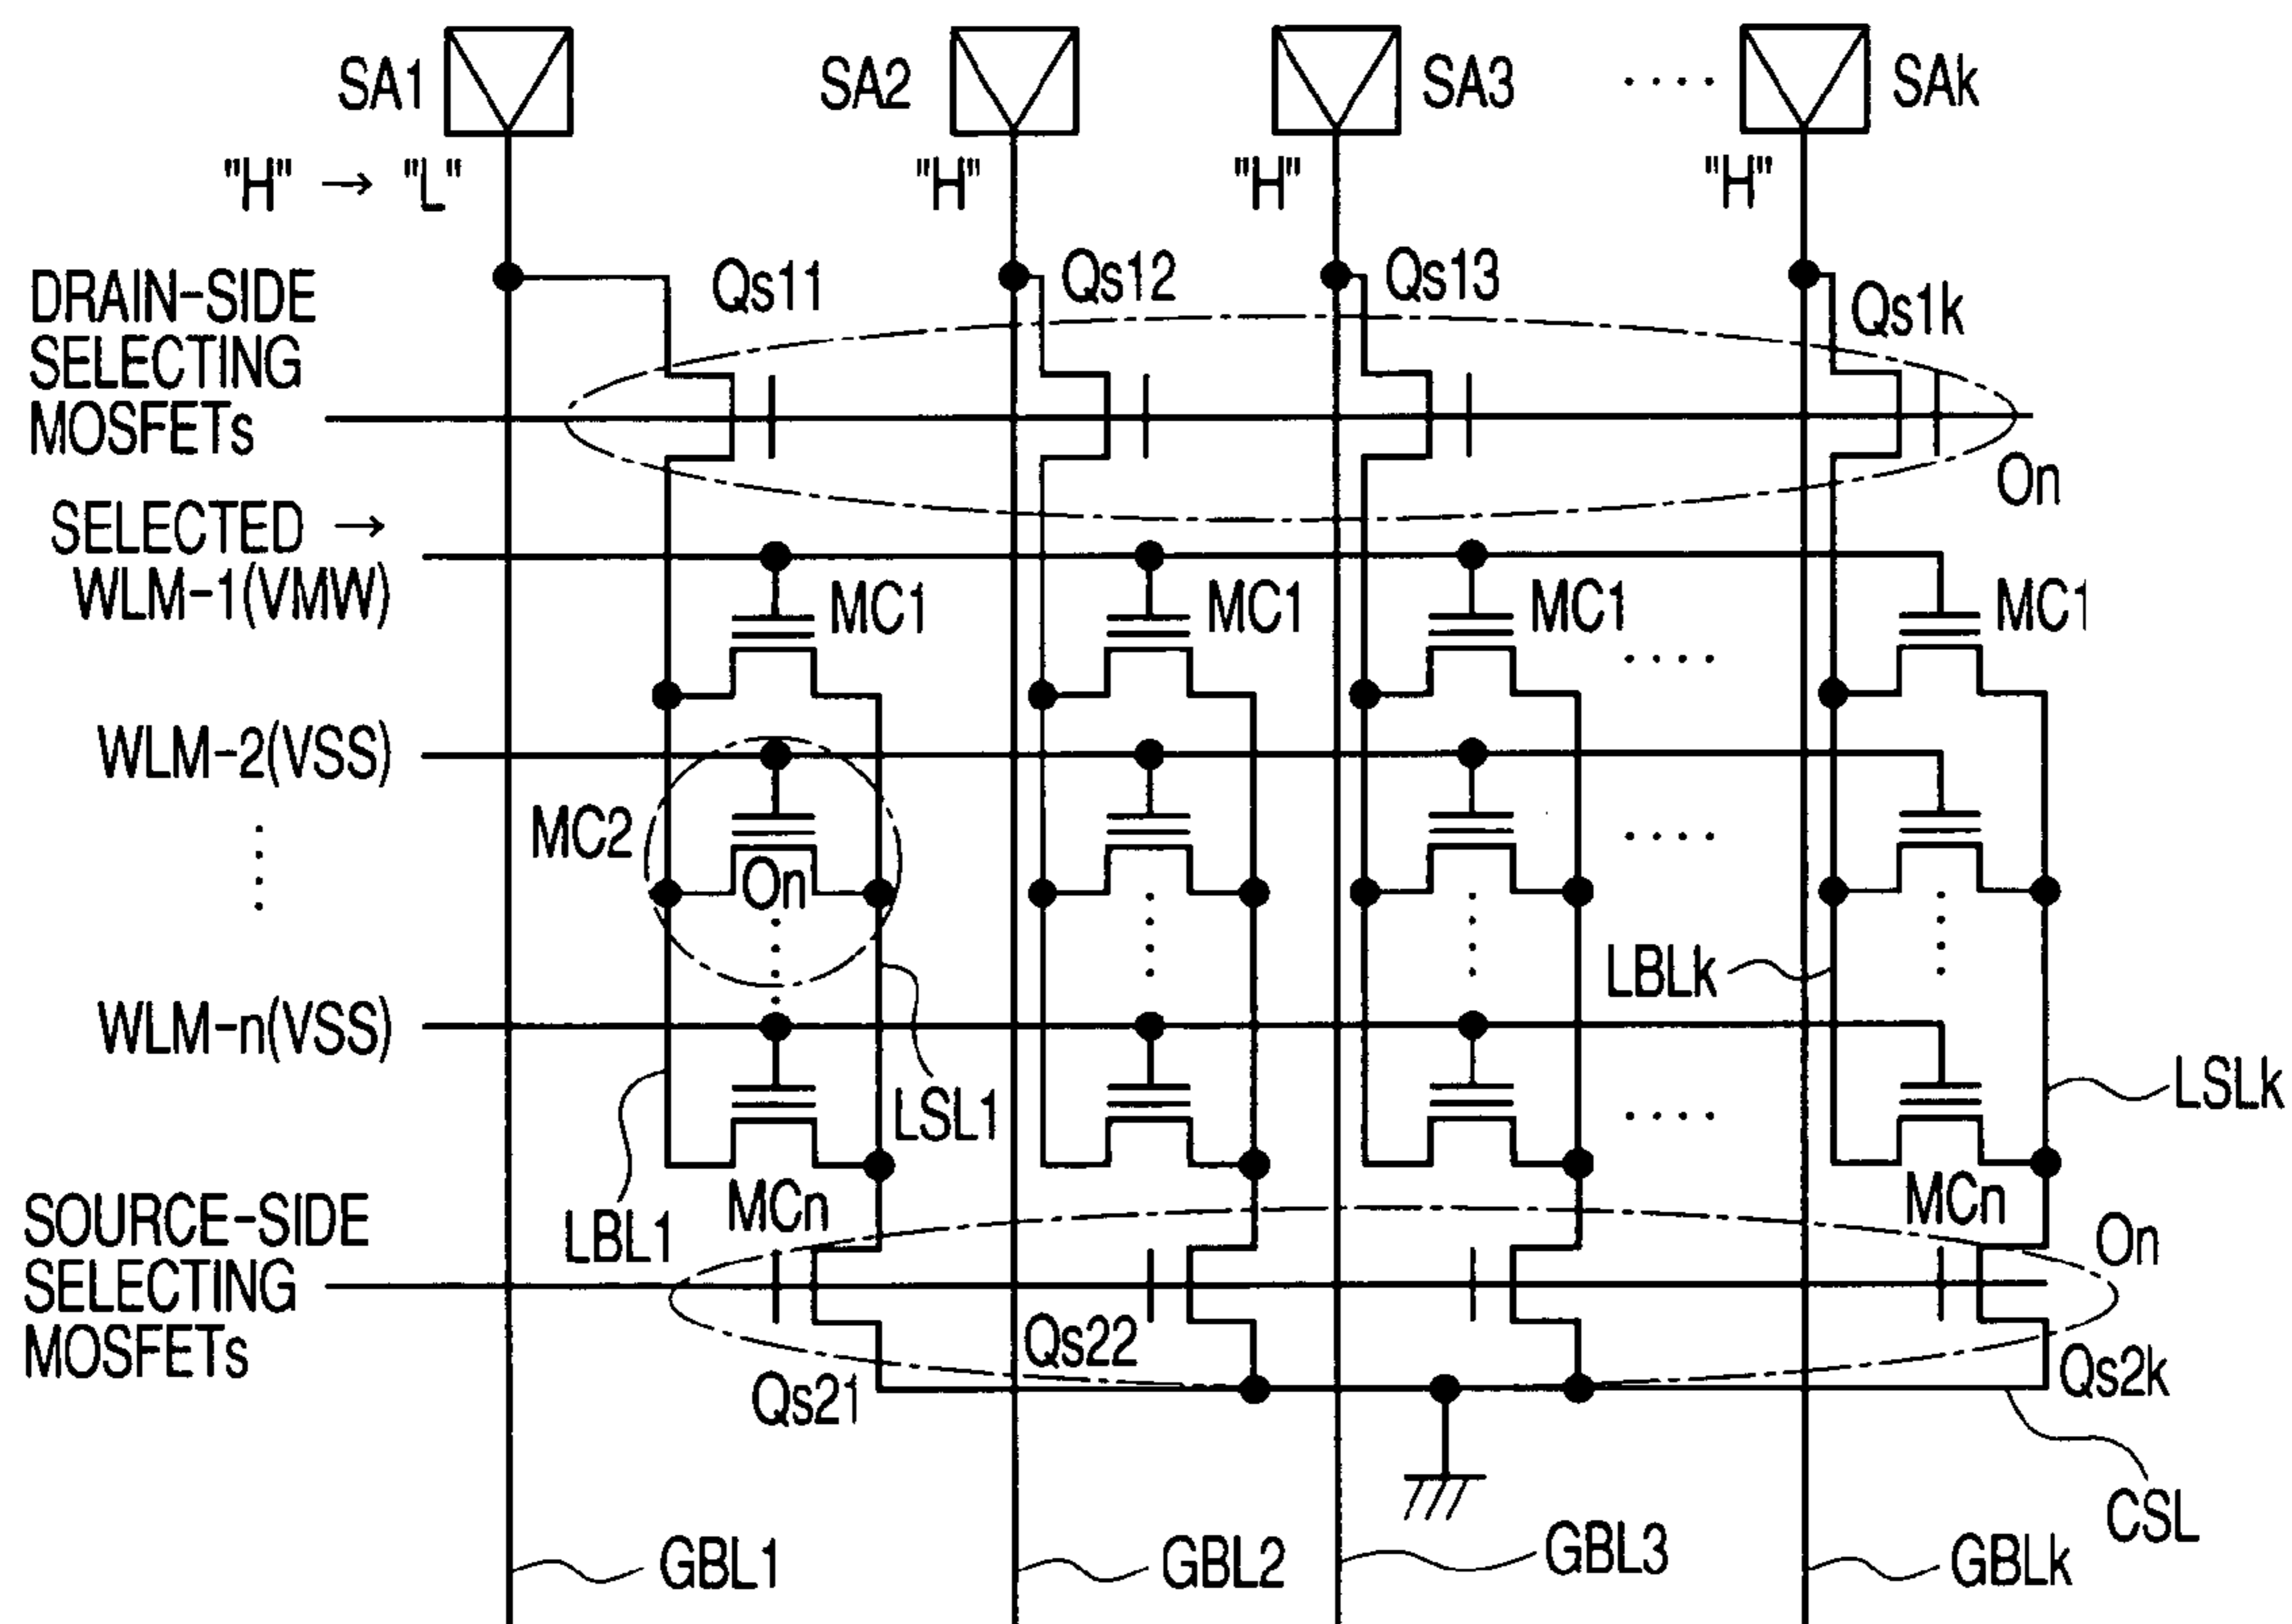 SA1
SA2
SA3
....
SAk
"H" → "L"
"H"
"H"
"H"
DRAIN-SIDE
SELECTING
MOSFETs
Qs11
Qs12
Qs13
Qs1k
On
SELECTED →
WLM-1(VMW)
MC1
MC1
MC1
....
MC1
WLM-2(VSS)
MC2
On
....
LBLk
WLM-n(VSS)
LSL1
....
LSLk
LBL1
MCn
MCn
SOURCE-SIDE
SELECTING
MOSFETs
On
Qs21
Qs22
Qs2k
CSL
GBL1
GBL2
GBL3
GBLk